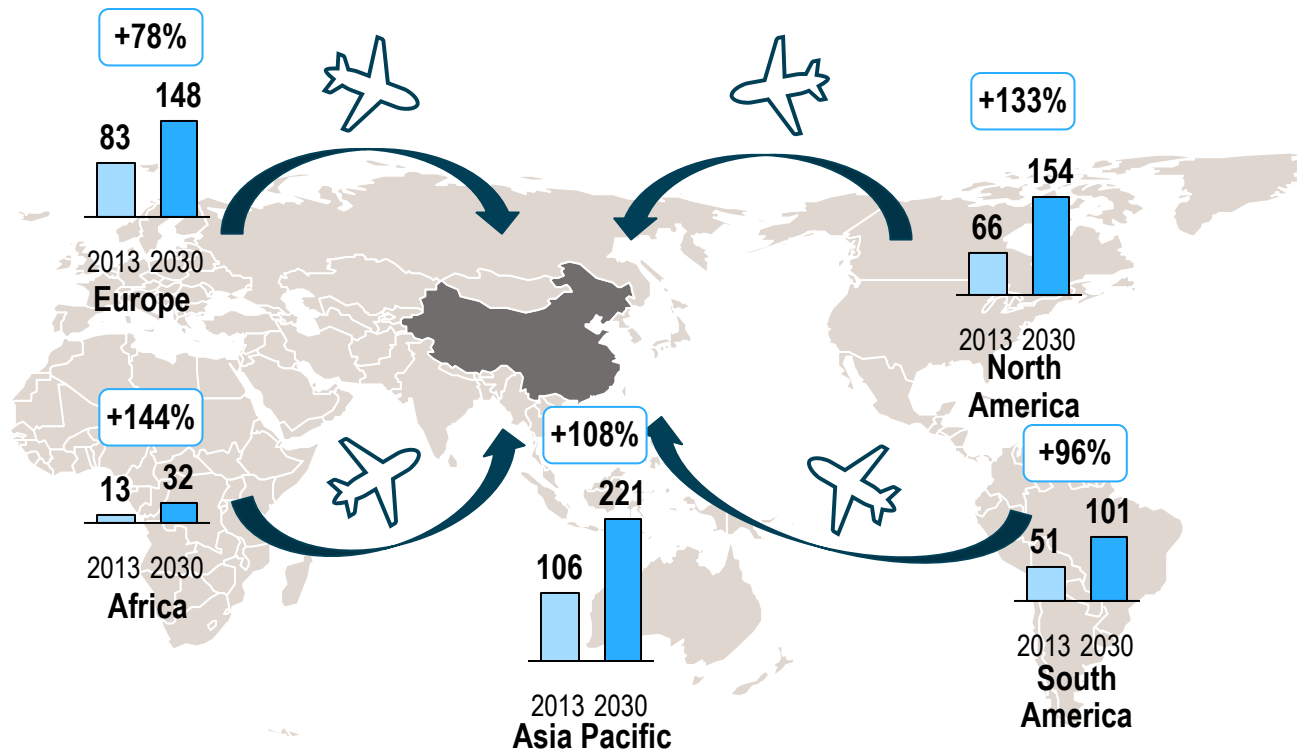 +78%
83
148
2013 2030
Europe
+133%
66
154
2013 2030
North
America
+144%
13
32
2013 2030
Africa
+108%
106
221
2013 2030
Asia Pacific
+96%
51
101
2013 2030
South
America